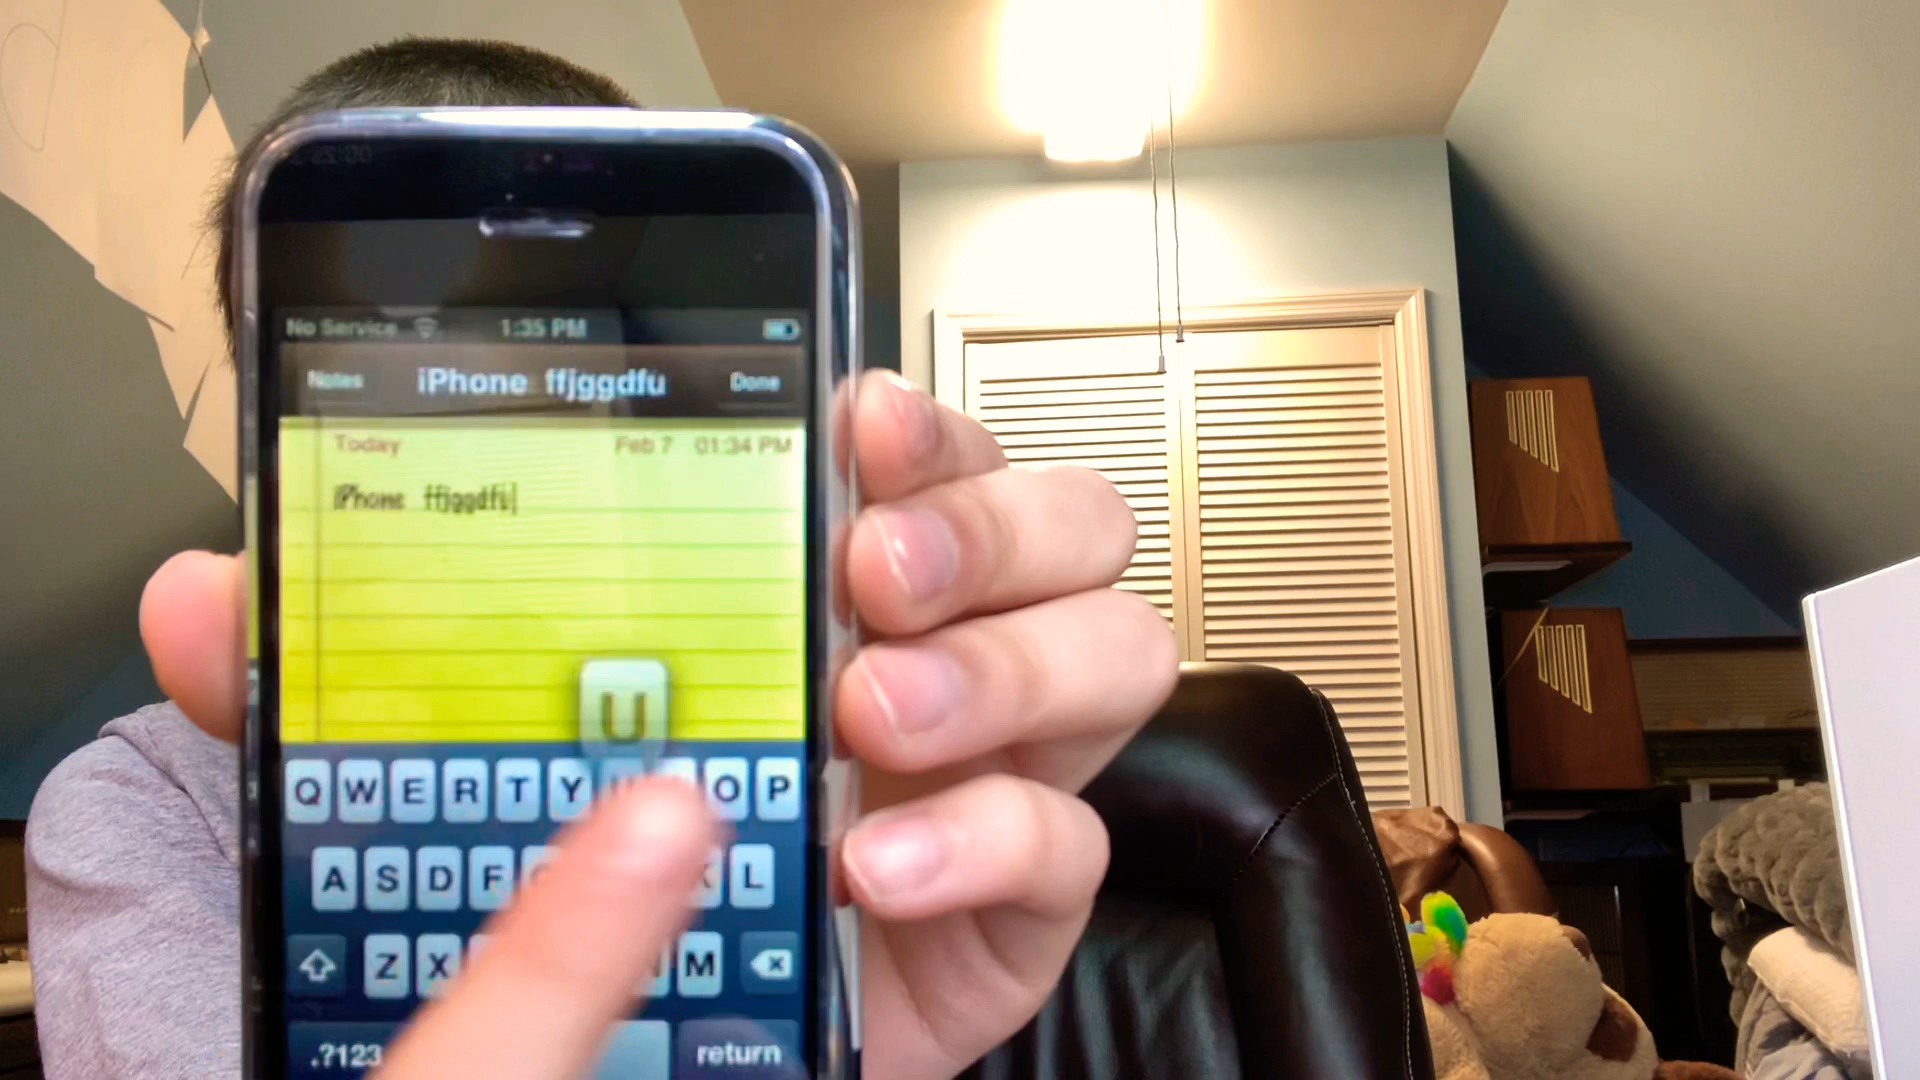 No Service 1:35 PM
Notes iPhone ffjggdfu Done
Today Feb 7 01:34 PM
iPhone ffjggdfu
U
Q W E R T Y U O P
A S D F K L
Z X M
.?123 return